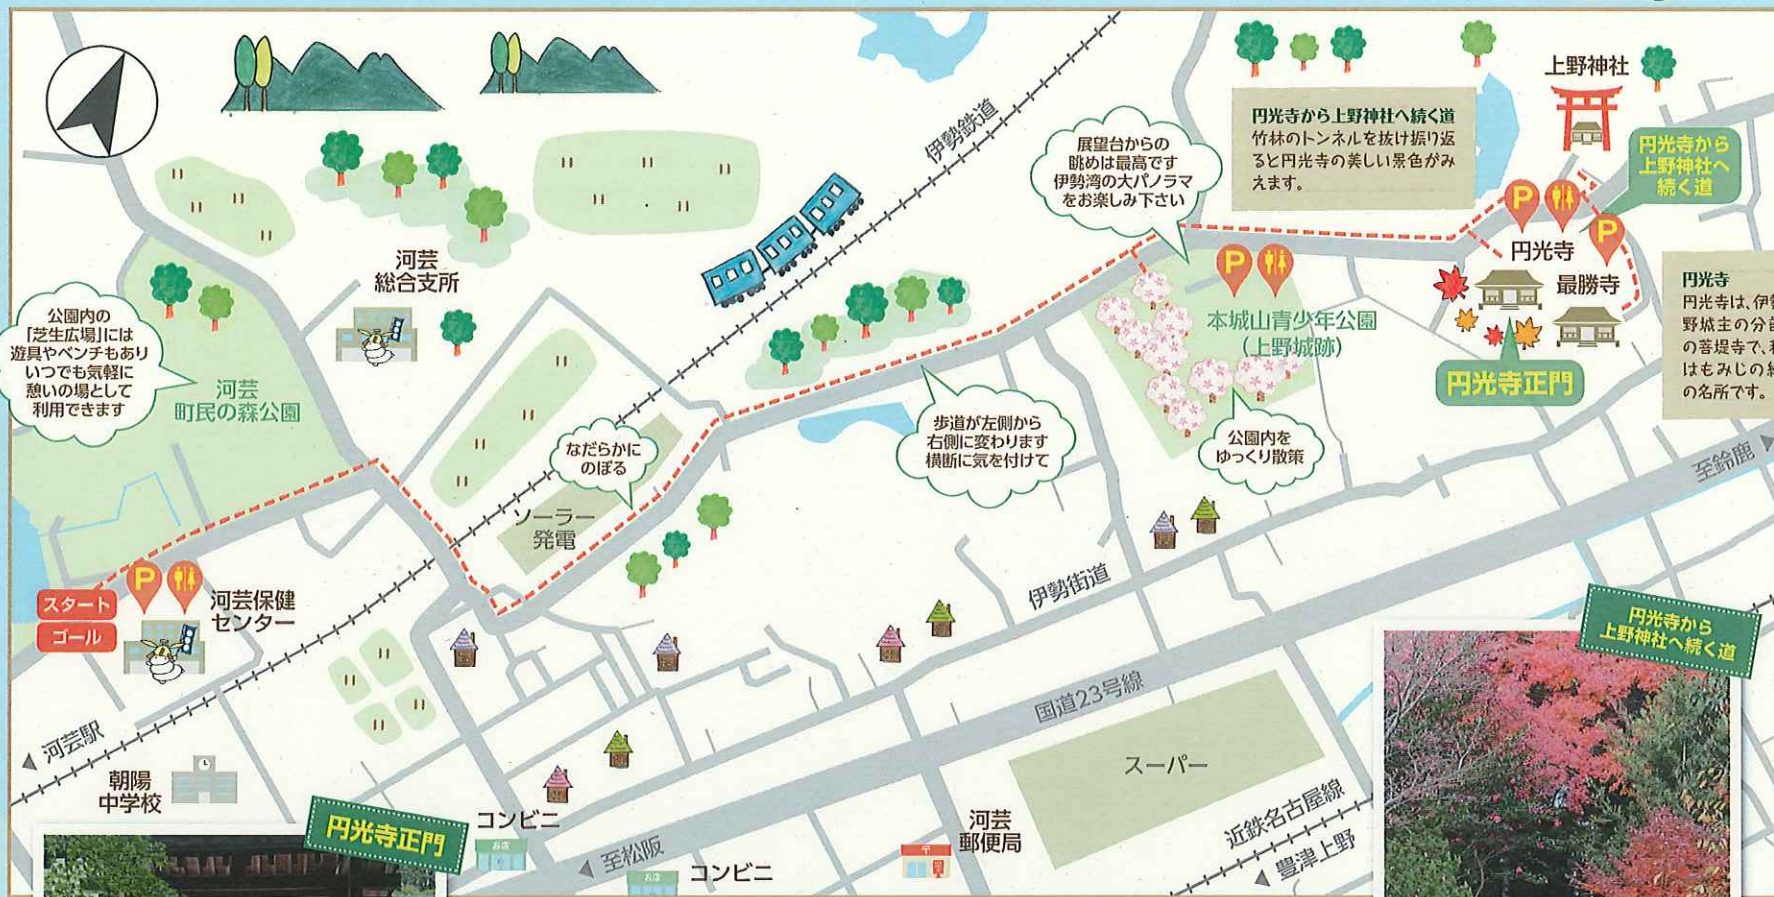 上野神社
円光寺から上野神社へ続く道
竹林のトンネルを抜け振り返
ると円光寺の美しい景色がみ
えます。
円光寺から
上野神社へ
続く道
伊勢鉄道
展望台からの
眺めは最高です
伊勢湾の大パノラマ
をお楽しみ下さい
P
P
円光寺
最勝寺
円光寺正門
円光寺
円光寺は、伊勢
野城主の分
の菩提寺で、
はもみじの
の名所です。
河芸
総合支所
公園内の
「芝生広場」には
遊具やベンチもあり
いつでも気軽に
憩いの場として
利用できます
河芸
町民の森公園
P
本城山青少年公園
(上野城跡)
歩道が左側から
右側に変わります
横断に気を付けて
公園内を
ゆっくり散策
至鈴鹿
なだらかに
のぼる
ソーラー
発電
P
スタート
ゴール
河芸保健
センター
伊勢街道
国道23号線
スーパー
円光寺から
上野神社へ続く道
河芸駅
朝陽
中学校
円光寺正門
コンビニ
お店
至松阪
お店
コンビニ
〒
河芸
郵便局
近鉄名古屋線
豊津上野